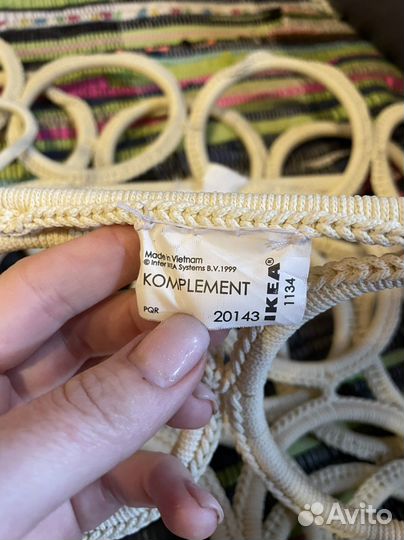 Made in Vietnam
© Inter IKEA Systems B.V. 1999
KOMPLEMENT
PQR 20143
IKEA®
1134
Avito